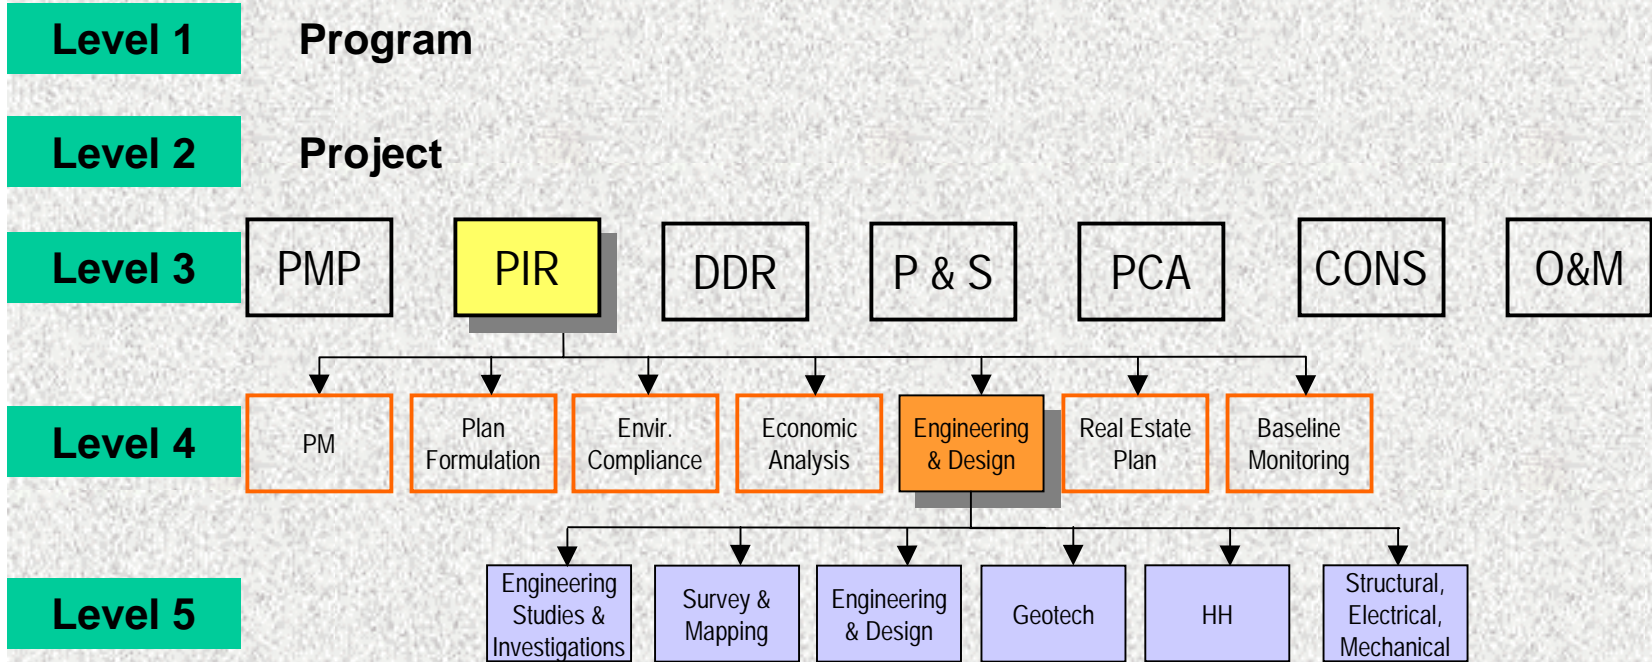 Level 1
Program
Level 2
Project
Level 3
PMP
PIR
DDR
P & S
PCA
CONS
O&M
Level 4
PM
Plan
Formulation
Envir.
Compliance
Economic
Analysis
Engineering
& Design
Real Estate
Plan
Baseline
Monitoring
Level 5
Engineering
Studies &
Investigations
Survey &
Mapping
Engineering
& Design
Geotech
HH
Structural,
Electrical,
Mechanical